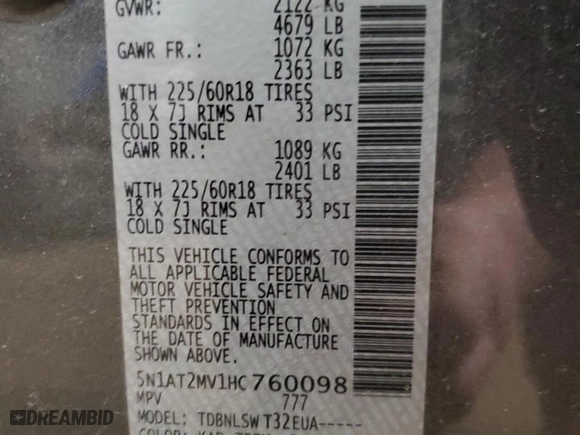 GVWR: 2122 KG
4679 LB
GAWR FR.: 1072 KG
2363 LB
WITH 225/60R18 TIRES
18 X 7J RIMS AT 33 PSI
COLD SINGLE
GAWR RR.: 1089 KG
2401 LB
WITH 225/60R18 TIRES
18 X 7J RIMS AT 33 PSI
COLD SINGLE
THIS VEHICLE CONFORMS TO
ALL APPLICABLE FEDERAL
MOTOR VEHICLE SAFETY AND
THEFT PREVENTION
STANDARDS IN EFFECT ON
THE DATE OF MANUFACTURE
SHOWN ABOVE.
5N1AT2MV1HC760098
MPV 777
MODEL: TDBNLSW T32EUA-----
COLOR: KAD
DREAMBID